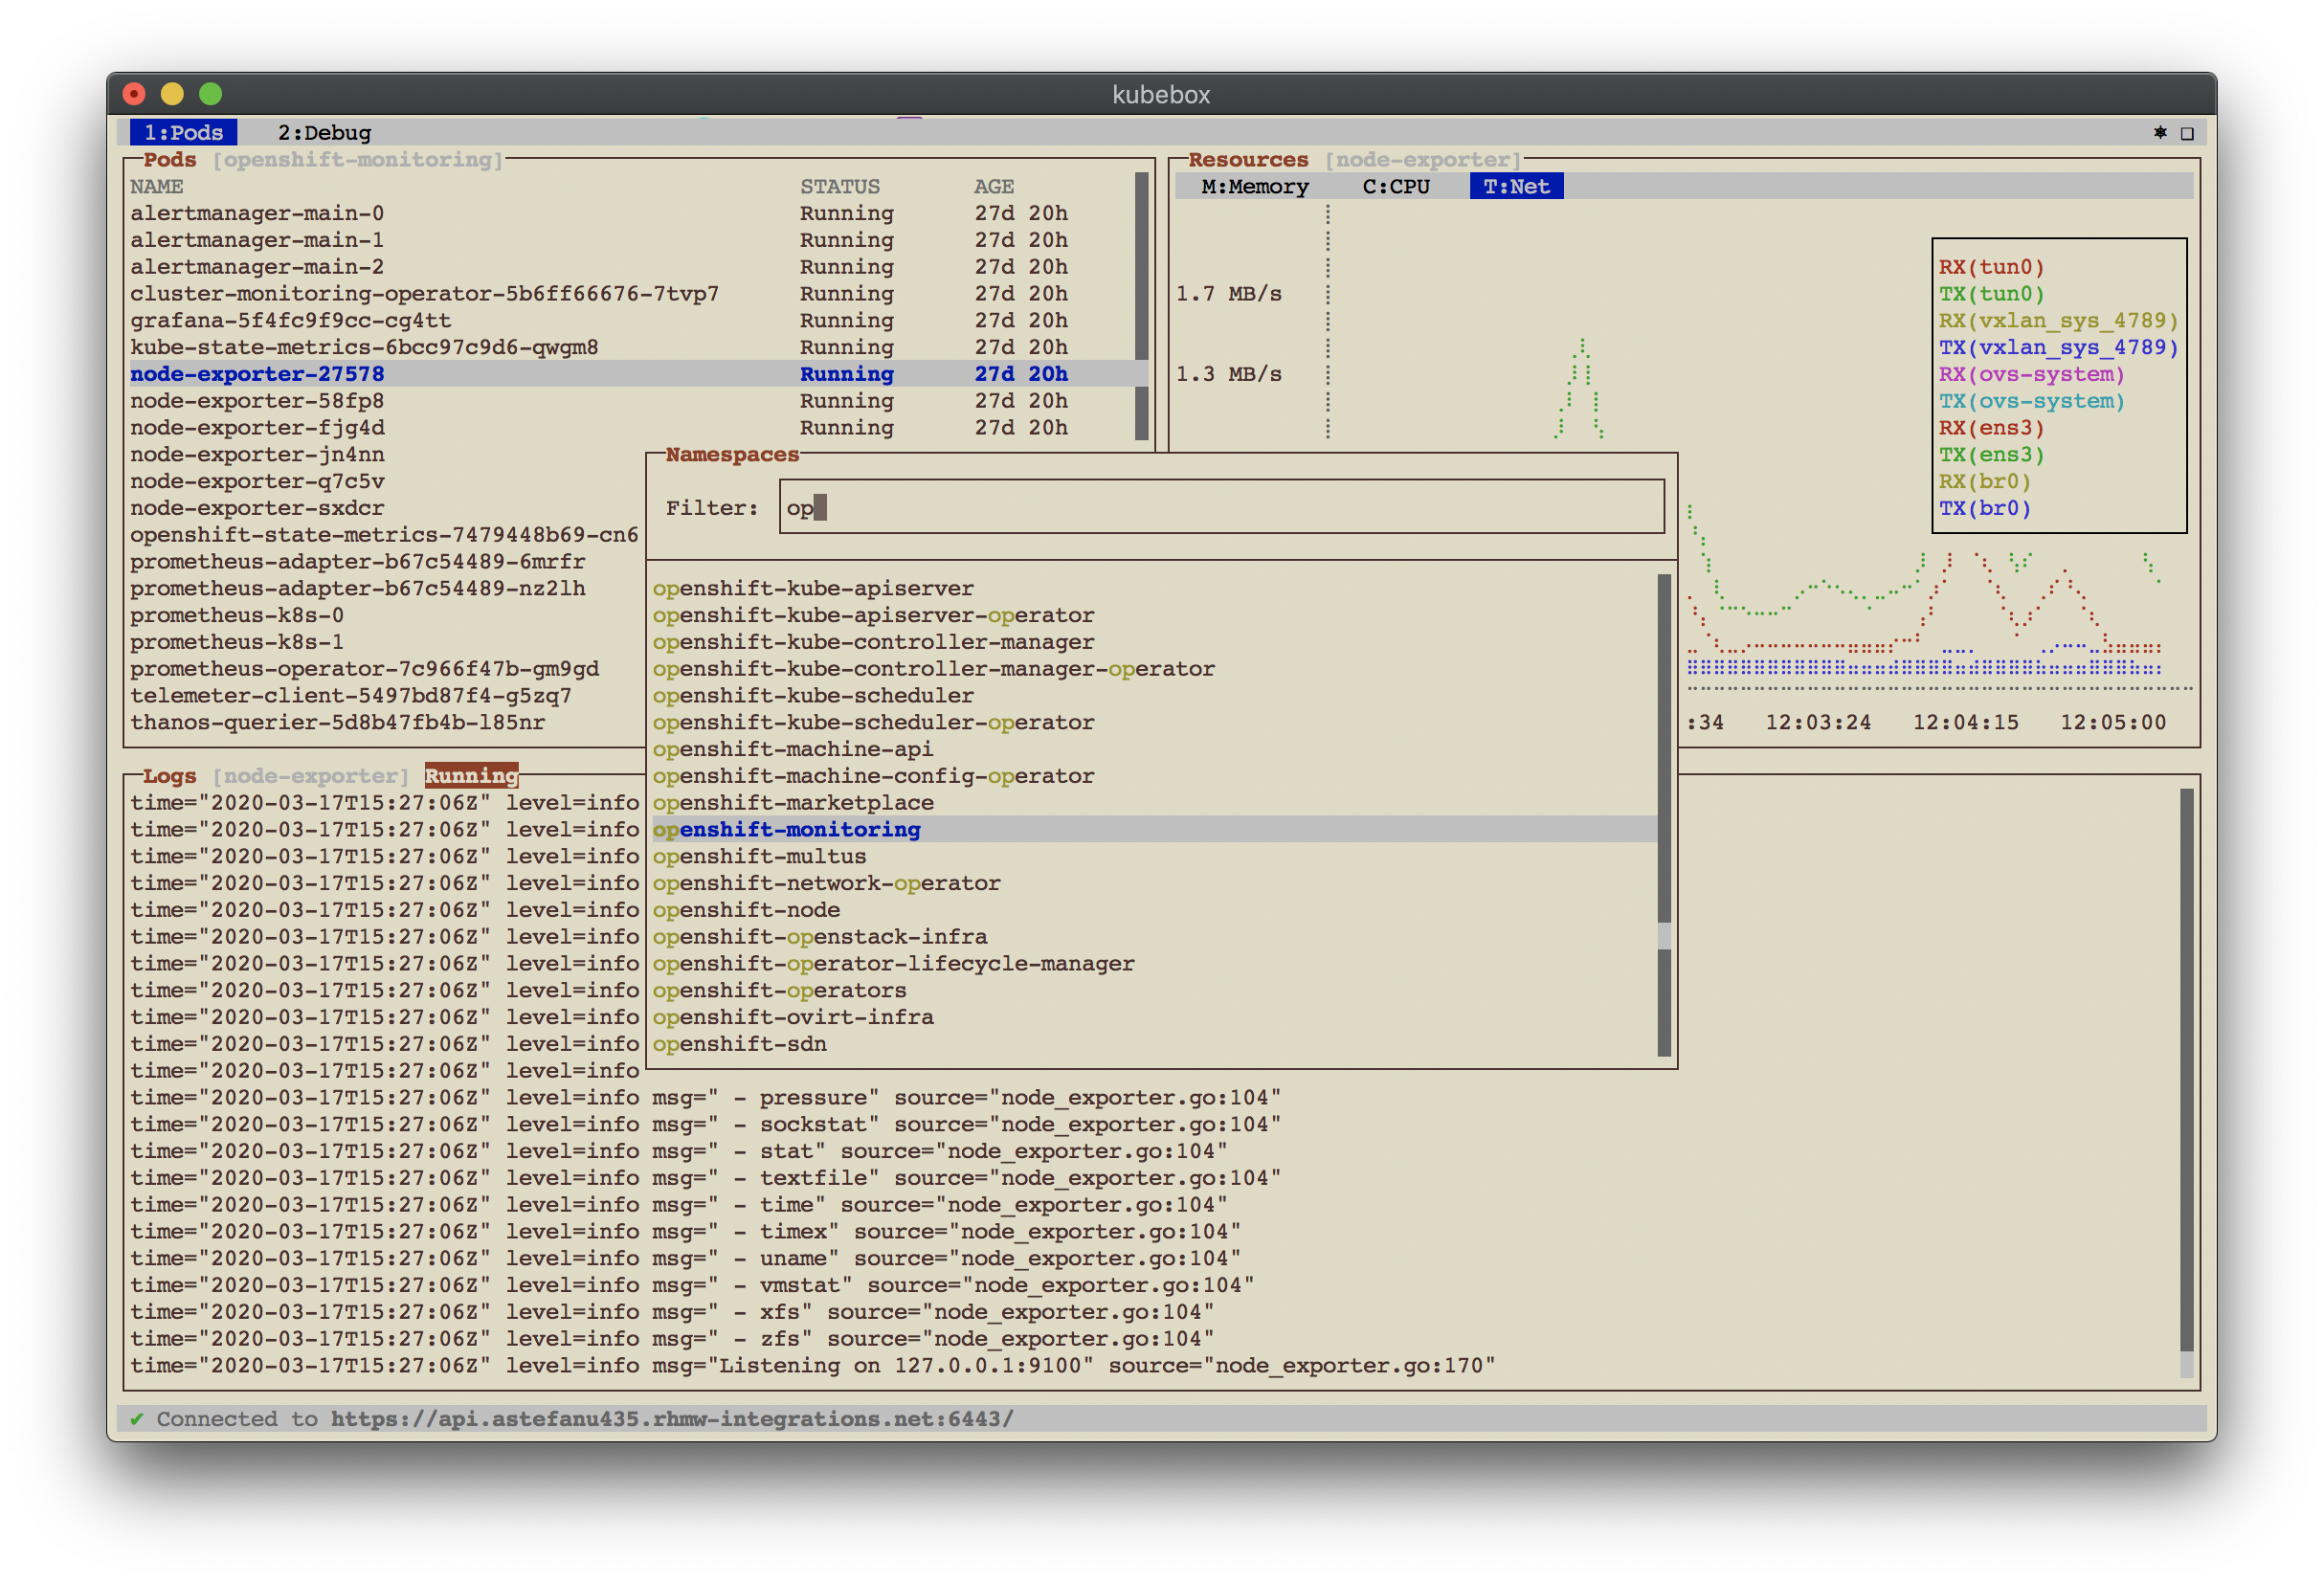 kubebox
1:Pods 2:Debug
Pods [openshift-monitoring]
NAME STATUS AGE
alertmanager-main-0 Running 27d 20h
alertmanager-main-1 Running 27d 20h
alertmanager-main-2 Running 27d 20h
cluster-monitoring-operator-5b6ff66676-7tvp7 Running 27d 20h
grafana-5f4fc9f9cc-cg4tt Running 27d 20h
kube-state-metrics-6bcc97c9d6-qwgm8 Running 27d 20h
node-exporter-27578 Running 27d 20h
node-exporter-58fp8 Running 27d 20h
node-exporter-fjg4d Running 27d 20h
node-exporter-jn4nn
node-exporter-q7c5v
node-exporter-sxdcr
openshift-state-metrics-7479448b69-cn6
prometheus-adapter-b67c54489-6mrfr
prometheus-adapter-b67c54489-nz2lh
prometheus-k8s-0
prometheus-k8s-1
prometheus-operator-7c966f47b-gm9gd
telemeter-client-5497bd87f4-g5zq7
thanos-querier-5d8b47fb4b-l85nr
Resources [node-exporter]
M:Memory C:CPU T:Net
1.7 MB/s
1.3 MB/s
RX(tun0)
TX(tun0)
RX(vxlan_sys_4789)
TX(vxlan_sys_4789)
RX(ovs-system)
TX(ovs-system)
RX(ens3)
TX(ens3)
RX(br0)
TX(br0)
:34 12:03:24 12:04:15 12:05:00
Namespaces
Filter: op
openshift-kube-apiserver
openshift-kube-apiserver-operator
openshift-kube-controller-manager
openshift-kube-controller-manager-operator
openshift-kube-scheduler
openshift-kube-scheduler-operator
openshift-machine-api
openshift-machine-config-operator
openshift-marketplace
openshift-monitoring
openshift-multus
openshift-network-operator
openshift-node
openshift-openstack-infra
openshift-operator-lifecycle-manager
openshift-operators
openshift-ovirt-infra
openshift-sdn
Logs [node-exporter] Running
time="2020-03-17T15:27:06Z" level=info
time="2020-03-17T15:27:06Z" level=info
time="2020-03-17T15:27:06Z" level=info
time="2020-03-17T15:27:06Z" level=info
time="2020-03-17T15:27:06Z" level=info
time="2020-03-17T15:27:06Z" level=info
time="2020-03-17T15:27:06Z" level=info
time="2020-03-17T15:27:06Z" level=info
time="2020-03-17T15:27:06Z" level=info
time="2020-03-17T15:27:06Z" level=info
time="2020-03-17T15:27:06Z" level=info
time="2020-03-17T15:27:06Z" level=info msg=" - pressure" source="node_exporter.go:104"
time="2020-03-17T15:27:06Z" level=info msg=" - sockstat" source="node_exporter.go:104"
time="2020-03-17T15:27:06Z" level=info msg=" - stat" source="node_exporter.go:104"
time="2020-03-17T15:27:06Z" level=info msg=" - textfile" source="node_exporter.go:104"
time="2020-03-17T15:27:06Z" level=info msg=" - time" source="node_exporter.go:104"
time="2020-03-17T15:27:06Z" level=info msg=" - timex" source="node_exporter.go:104"
time="2020-03-17T15:27:06Z" level=info msg=" - uname" source="node_exporter.go:104"
time="2020-03-17T15:27:06Z" level=info msg=" - vmstat" source="node_exporter.go:104"
time="2020-03-17T15:27:06Z" level=info msg=" - xfs" source="node_exporter.go:104"
time="2020-03-17T15:27:06Z" level=info msg=" - zfs" source="node_exporter.go:104"
time="2020-03-17T15:27:06Z" level=info msg="Listening on 127.0.0.1:9100" source="node_exporter.go:170"
✔ Connected to https://api.astefanu435.rhmw-integrations.net:6443/